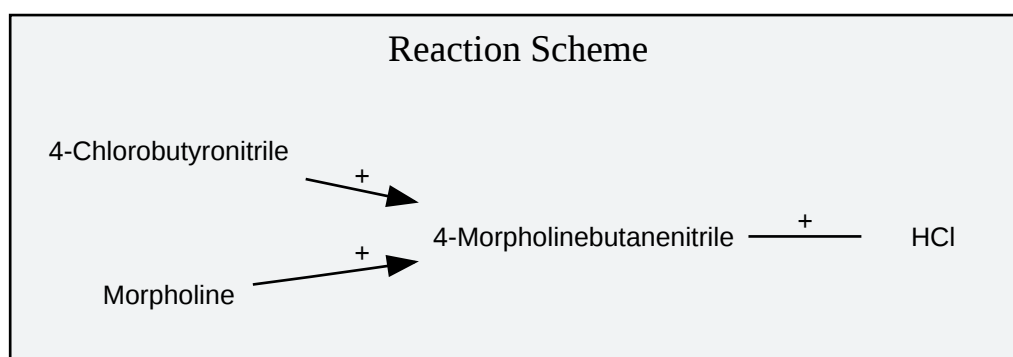 Reaction Scheme
4-Chlorobutyronitrile
+
+
4-Morpholinebutanenitrile
+
HCl
Morpholine